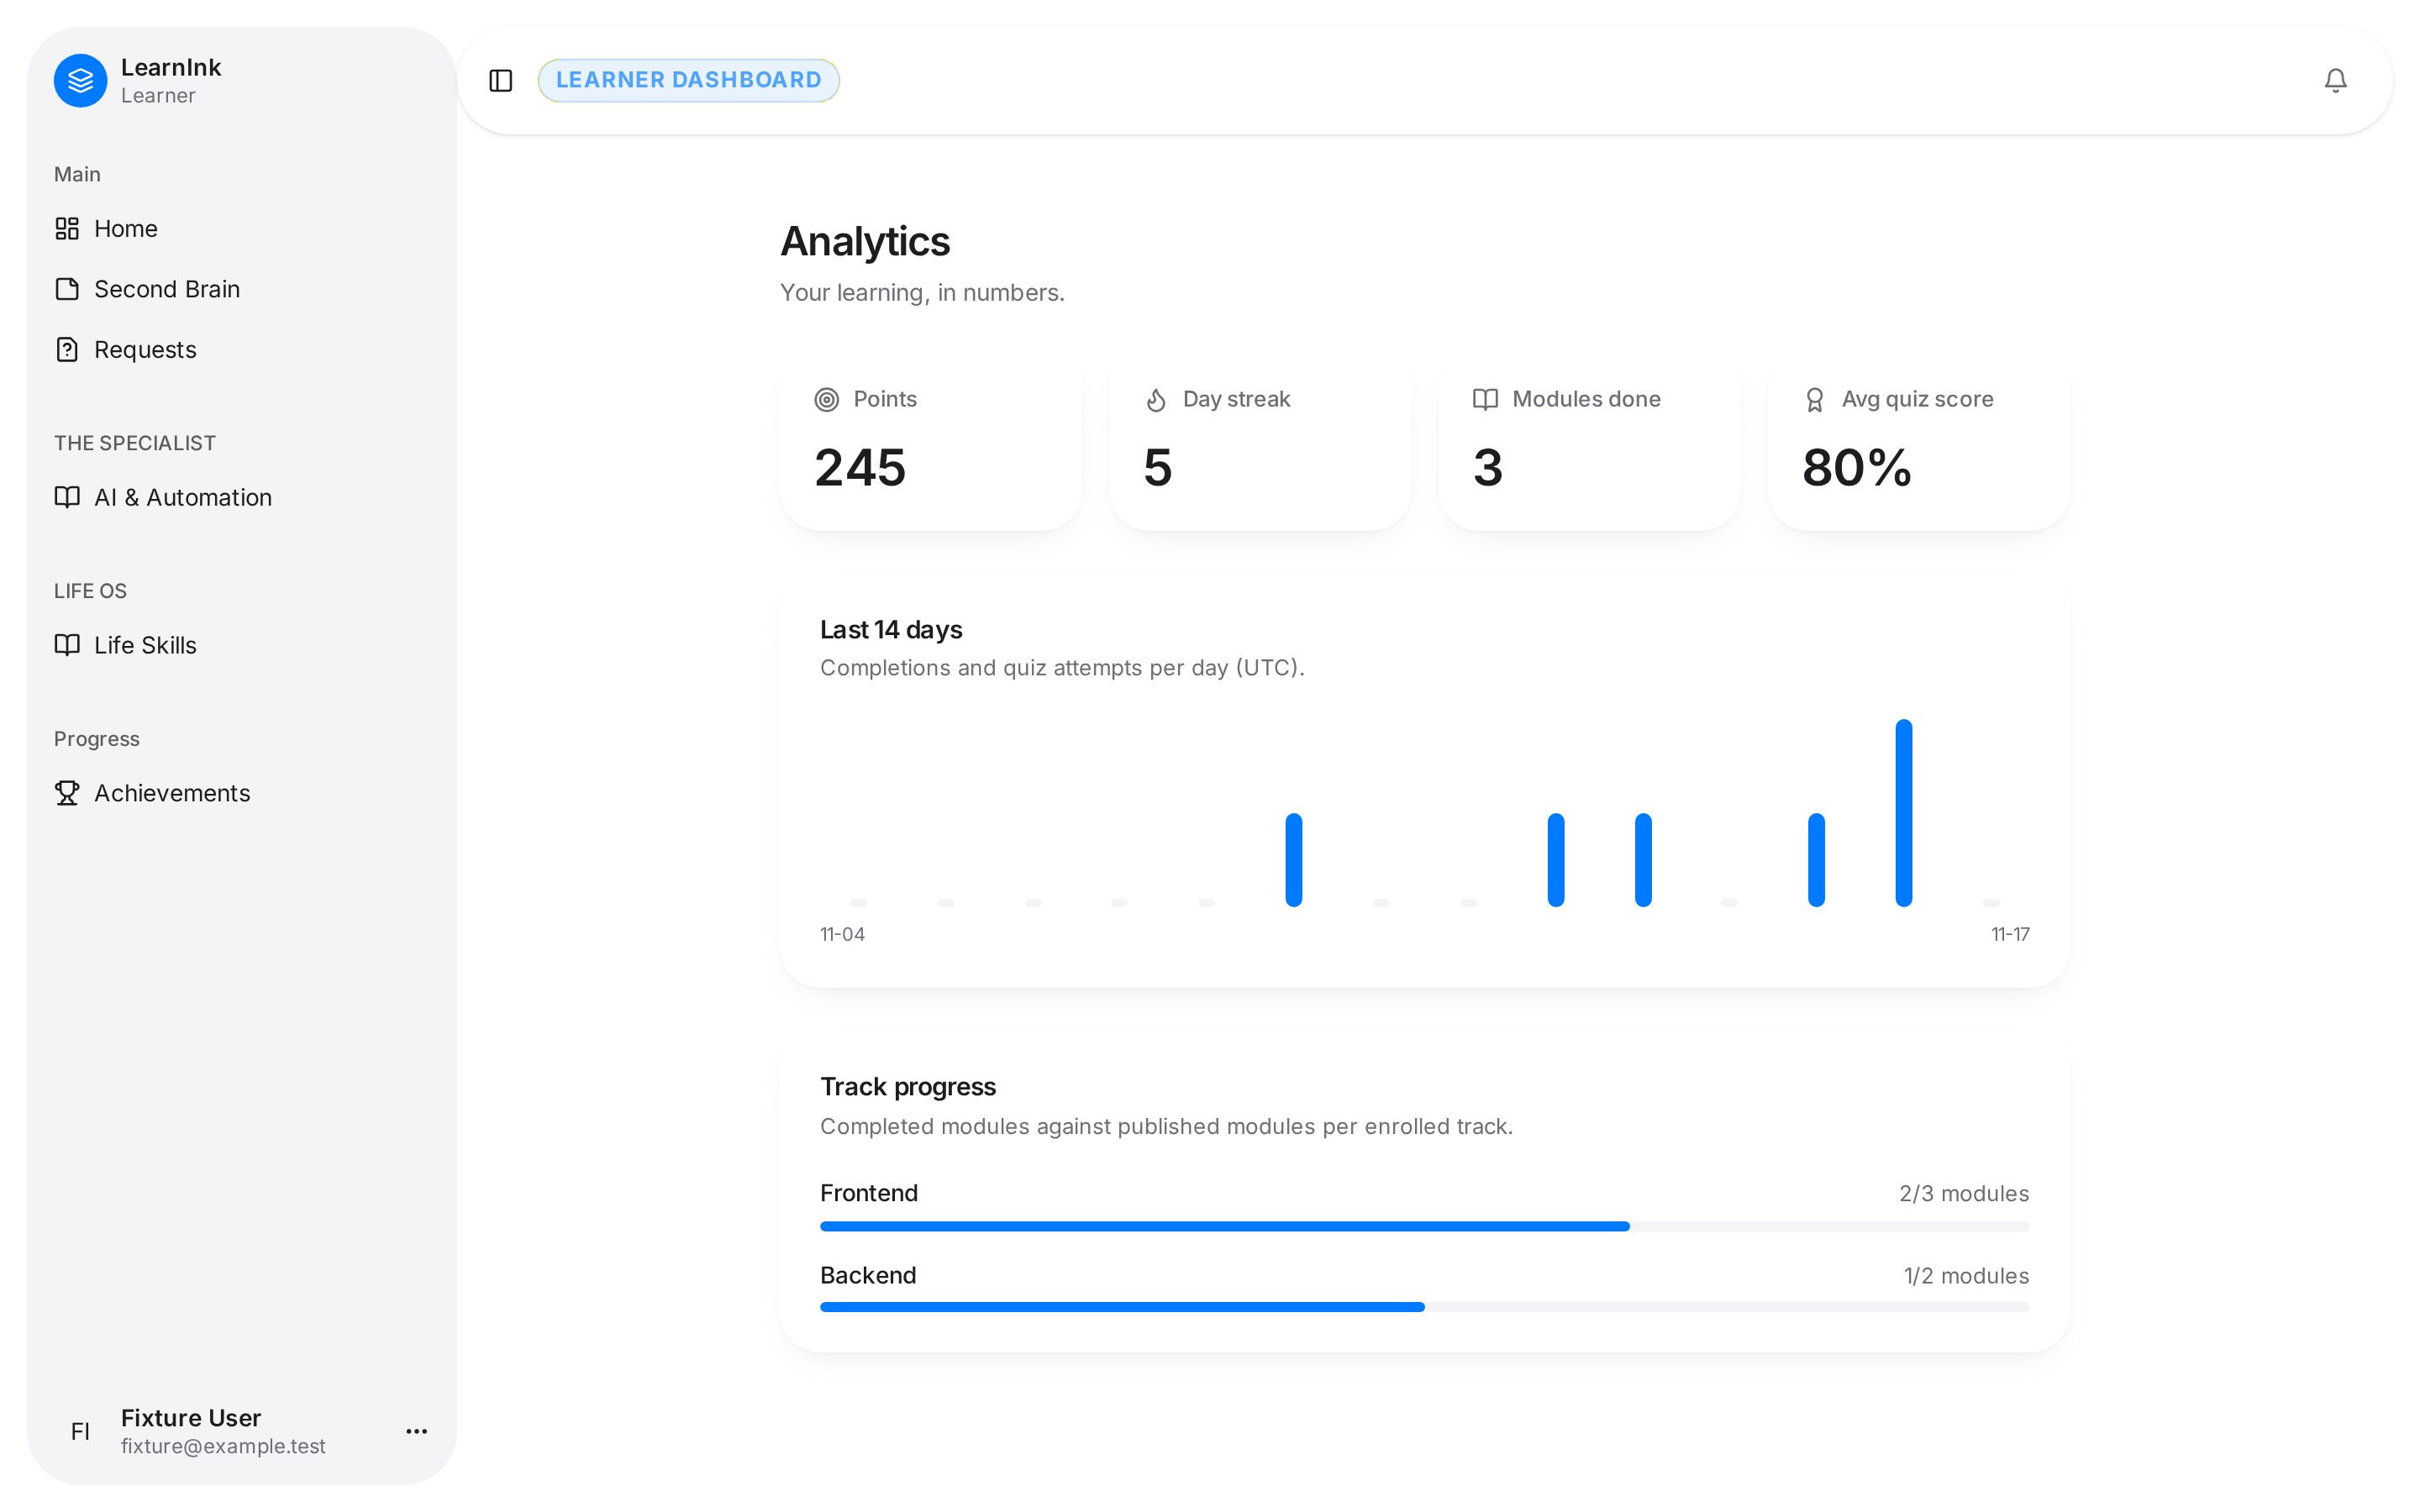 LearnInk
Learner
Main
Home
Second Brain
Requests
THE SPECIALIST
AI & Automation
LIFE OS
Life Skills
Progress
Achievements
FI
Fixture User
fixture@example.test
LEARNER DASHBOARD
Analytics
Your learning, in numbers.
Points
245
Day streak
5
Modules done
3
Avg quiz score
80%
Last 14 days
Completions and quiz attempts per day (UTC).
11-04
11-17
Track progress
Completed modules against published modules per enrolled track.
Frontend
2/3 modules
Backend
1/2 modules